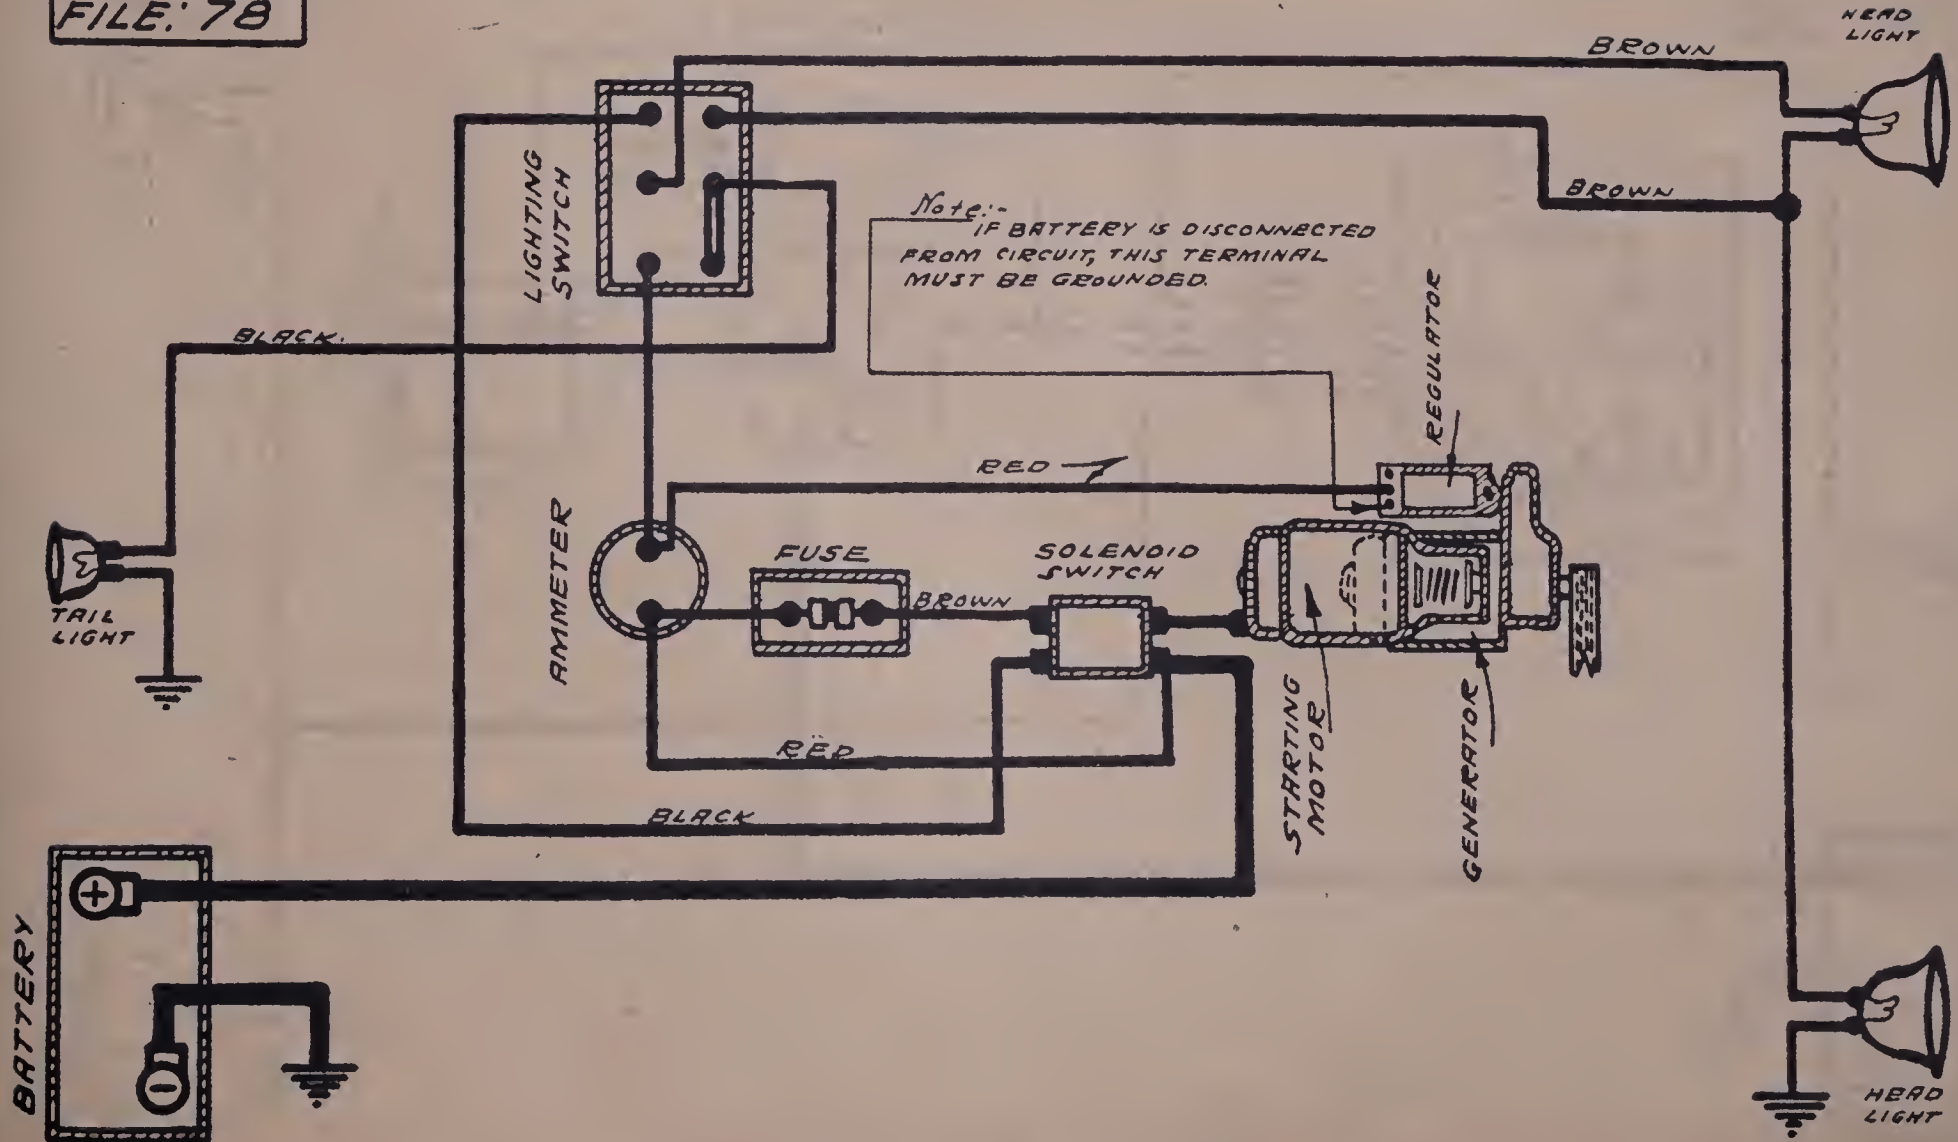 FILE: 78
HEAD
LIGHT
BROWN
LIGHTING
SWITCH
BROWN
Note:-
IF BATTERY IS DISCONNECTED
FROM CIRCUIT, THIS TERMINAL
MUST BE GROUNDED.
BLACK.
REGULATOR
RED
AMMETER
FUSE
SOLENOID
SWITCH
BROWN
TAIL
LIGHT
+
RED
STARTING
MOTOR
GENERATOR
BLACK
BATTERY
-
HEAD
LIGHT